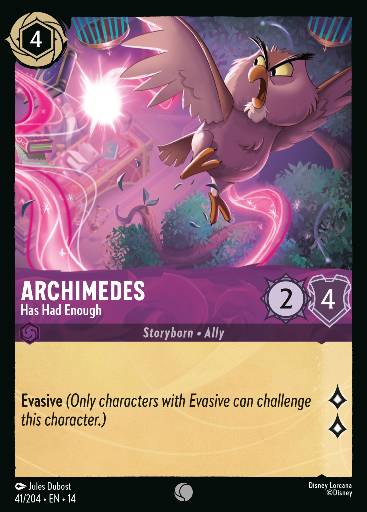 4
ARCHIMEDES
Has Had Enough
2
4
Storyborn • Ally
Evasive (Only characters with Evasive can challenge
this character.)
Jules Dubost
41/204 • EN • 14
Disney Lorcana
©Disney